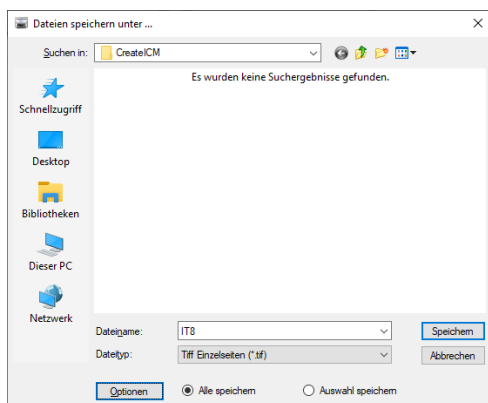 Dateien speichern unter ...
Suchen in: CreateICM
Es wurden keine Suchergebnisse gefunden.
Schnellzugriff
Desktop
Bibliotheken
Dieser PC
Netzwerk
Dateiname: IT8 Speichern
Dateityp: Tiff Einzelseiten (*.tif) Abbrechen
Optionen Alle speichern Auswahl speichern